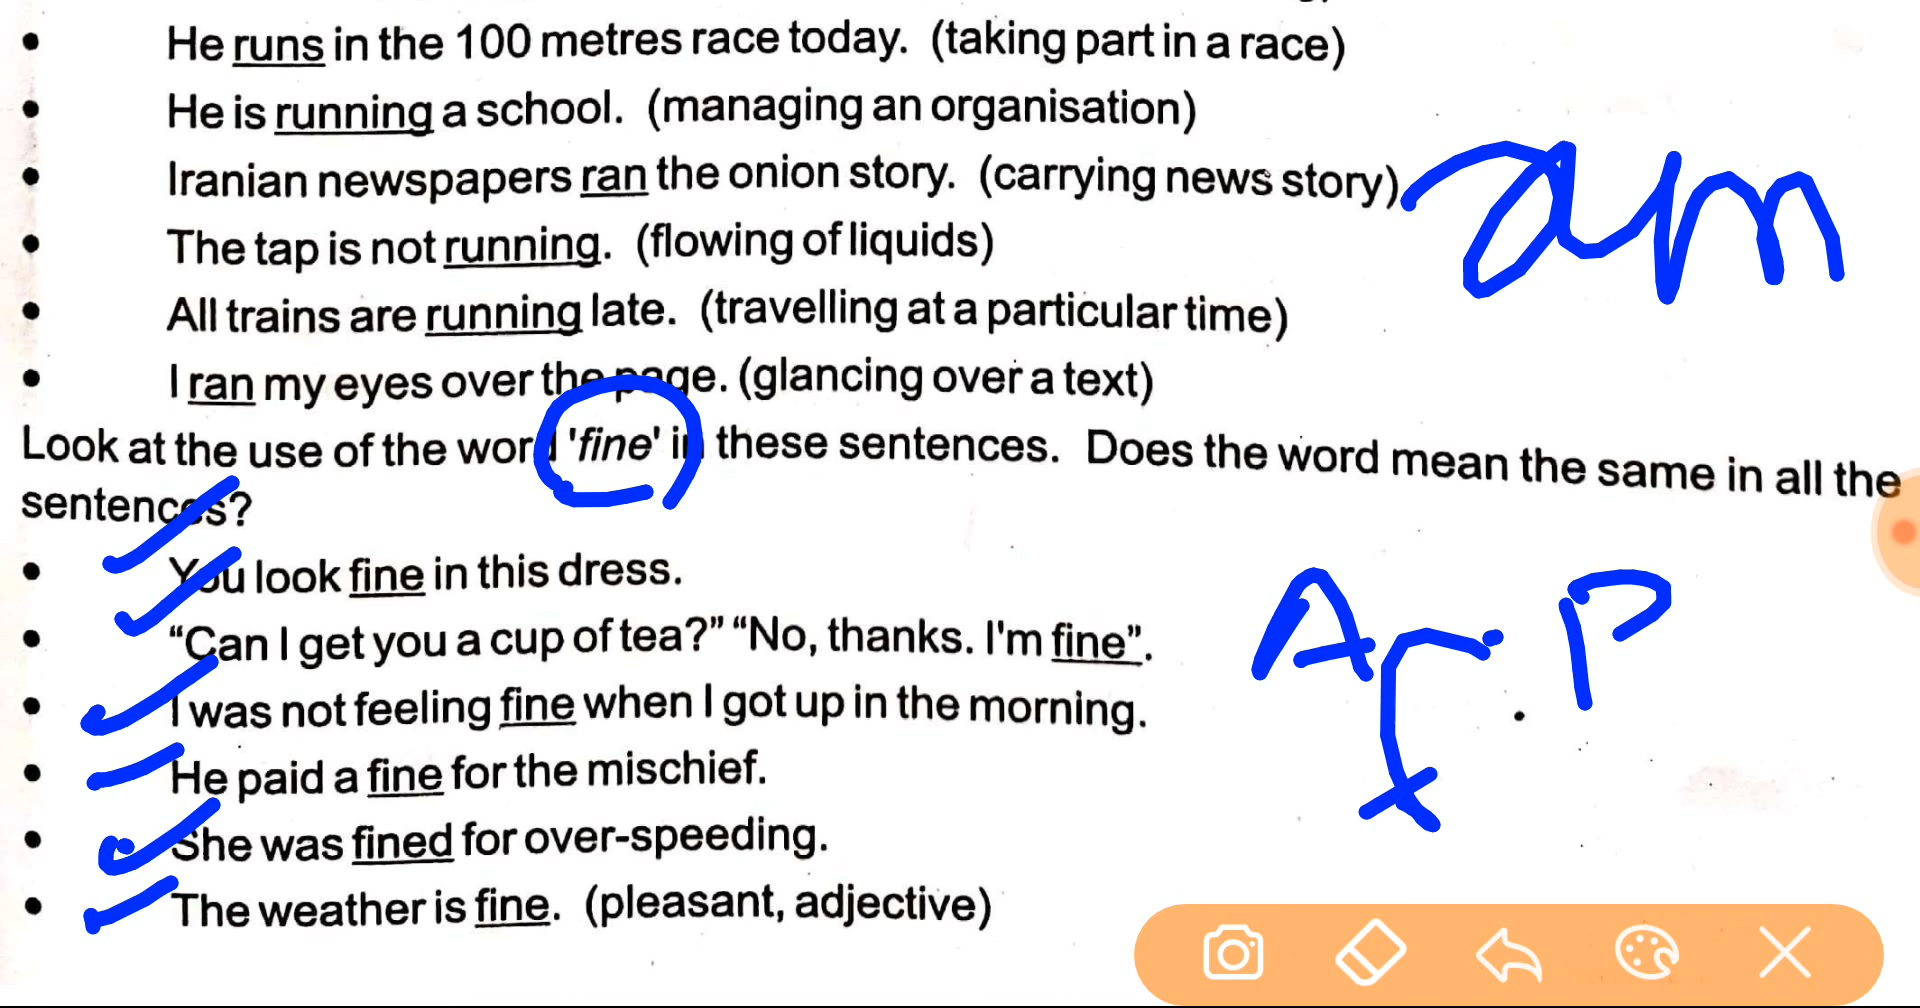 • He runs in the 100 metres race today. (taking part in a race)
• He is running a school. (managing an organisation)
• Iranian newspapers ran the onion story. (carrying news story)
am
• The tap is not running. (flowing of liquids)
• All trains are running late. (travelling at a particular time)
• I ran my eyes over the page. (glancing over a text)
Look at the use of the word 'fine' in these sentences. Does the word mean the same in all the
sentences?
• You look fine in this dress.
• “Can I get you a cup of tea?” “No, thanks. I'm fine”.
• I was not feeling fine when I got up in the morning.
• He paid a fine for the mischief.
• She was fined for over-speeding.
• The weather is fine. (pleasant, adjective)